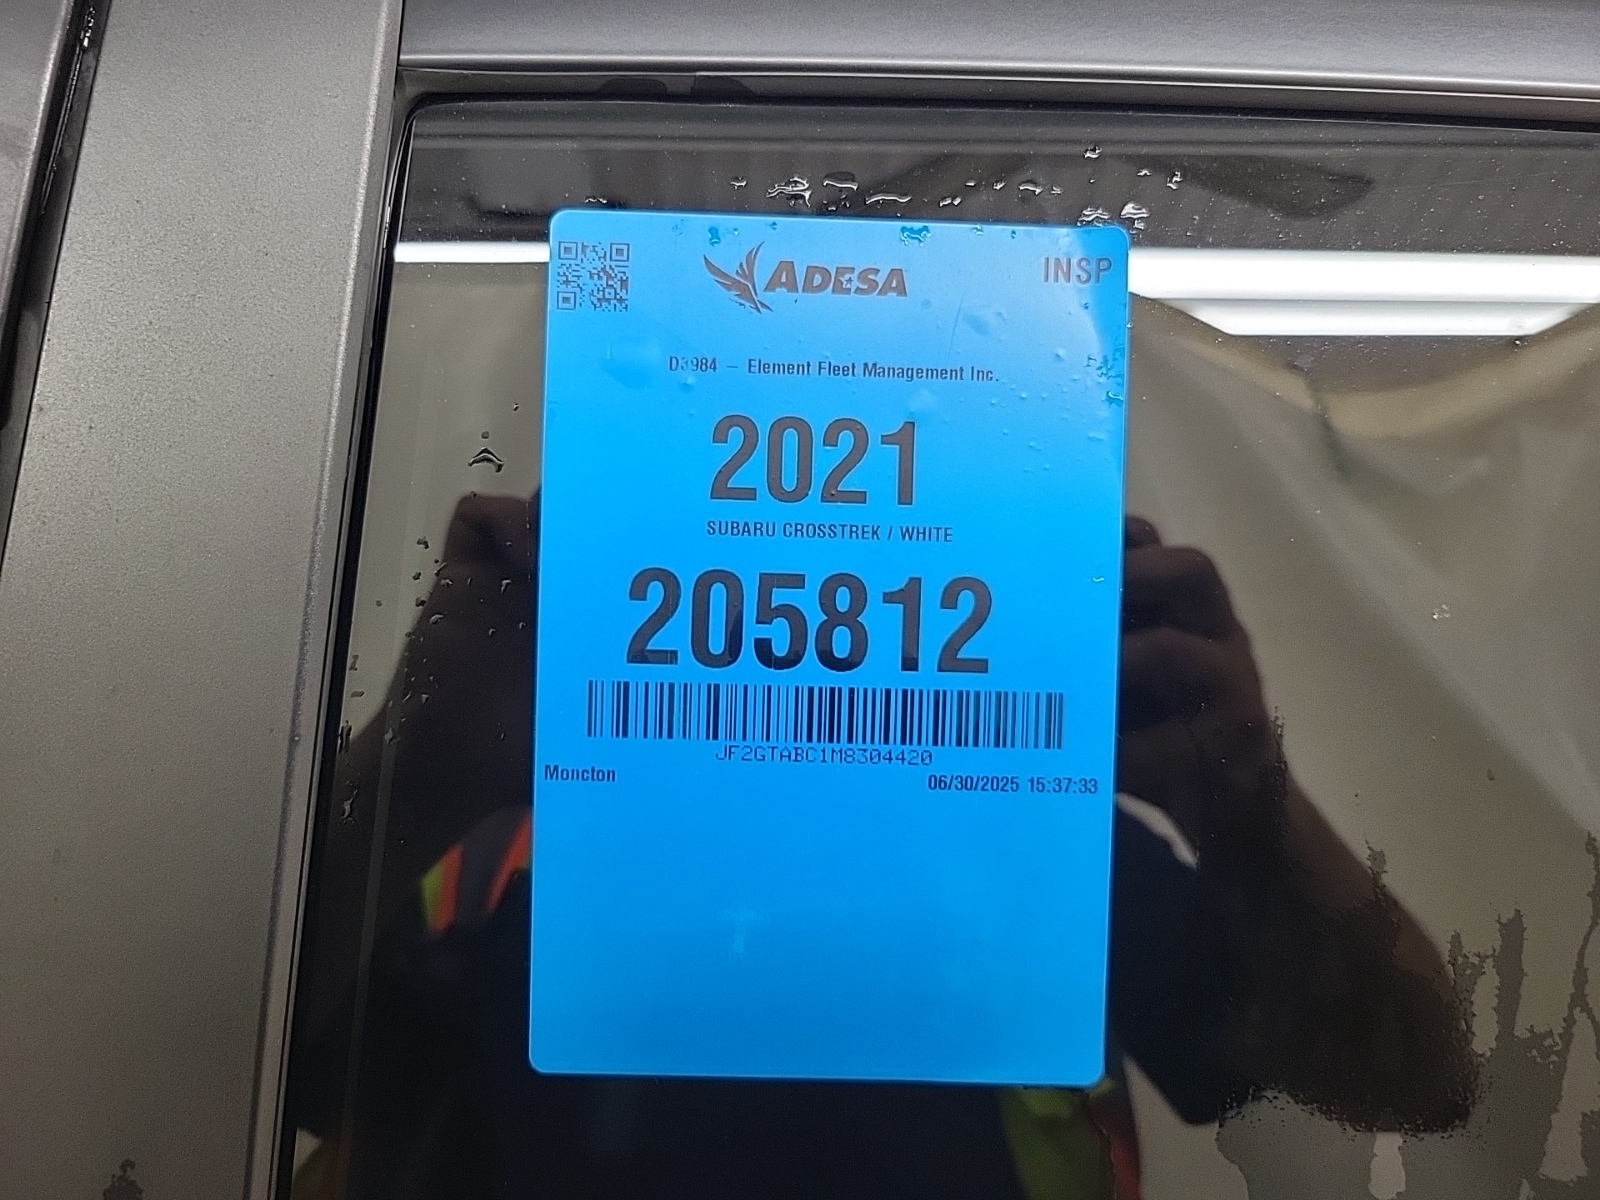 ADESA
INSP
D3984 – Element Fleet Management Inc.
2021
SUBARU CROSSTREK / WHITE
205812
JF2GTABC1M8304420
Moncton
06/30/2025 15:37:33